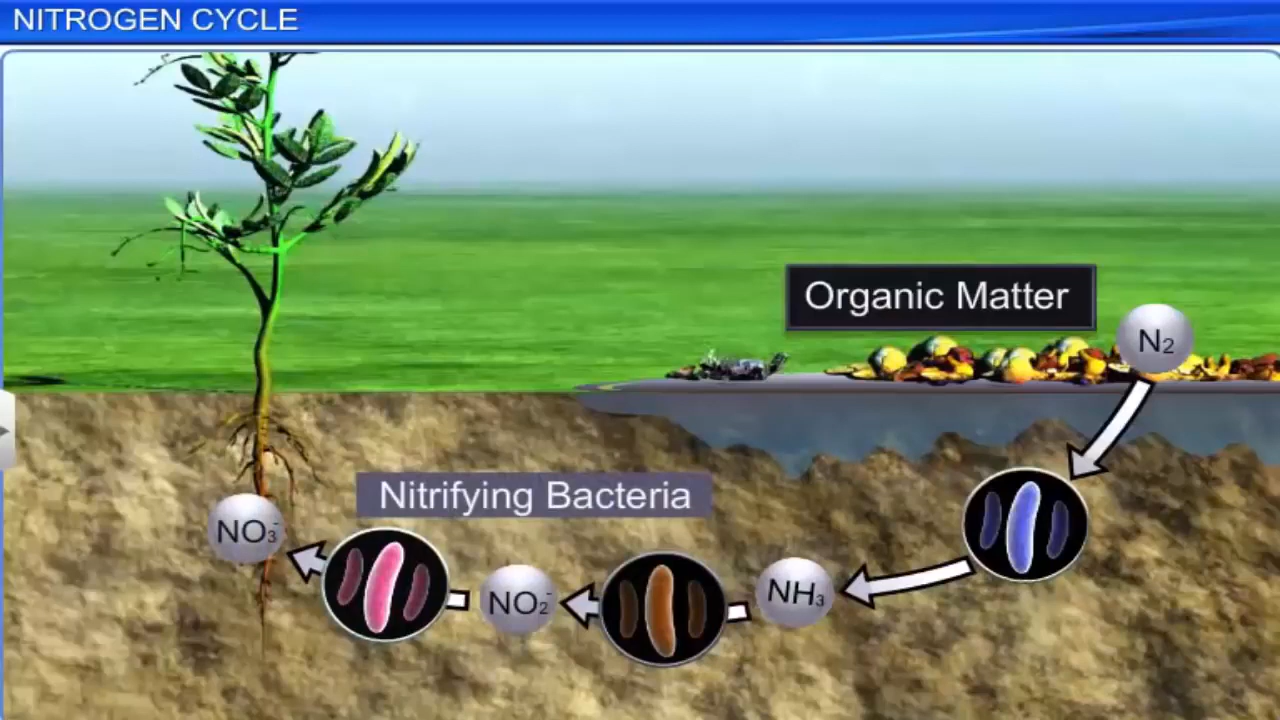 NITROGEN CYCLE
Organic Matter
N₂
Nitrifying Bacteria
NO₃⁻
NO₂⁻
NH₃